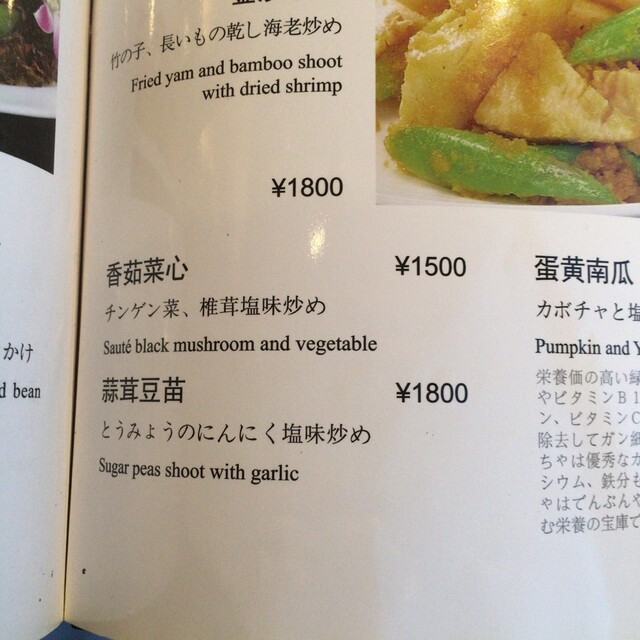 竹の子、長いもの乾し海老炒め
Fried yam and bamboo shoot
with dried shrimp
¥1800
香茹菜心 ¥1500
チンゲン菜、椎茸塩味炒め
Sauté black mushroom and vegetable
蒜茸豆苗 ¥1800
とうみょうのにんにく塩味炒め
Sugar peas shoot with garlic
かけ
d bean
蛋黄南瓜
カボチャと塩
Pumpkin and Y
栄養価の高い緑
やビタミンB1
ン、ビタミンC
除去してガン細
ちゃは優秀なカ
シウム、鉄分も
ゃはでんぷんや
む栄養の宝庫で